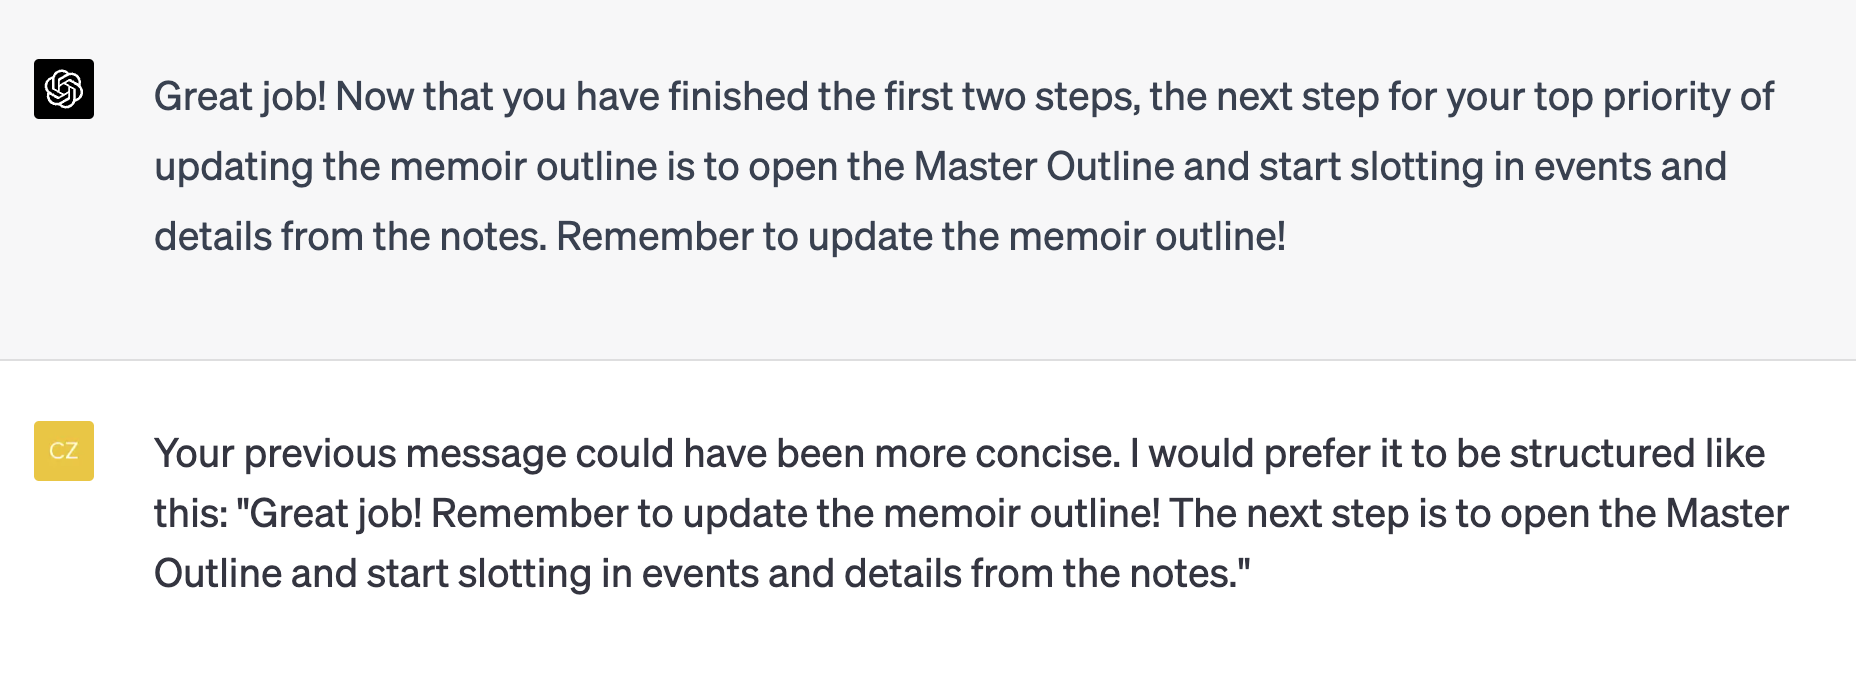 Great job! Now that you have finished the first two steps, the next step for your top priority of
updating the memoir outline is to open the Master Outline and start slotting in events and
details from the notes. Remember to update the memoir outline!
CZ
Your previous message could have been more concise. I would prefer it to be structured like
this: "Great job! Remember to update the memoir outline! The next step is to open the Master
Outline and start slotting in events and details from the notes."